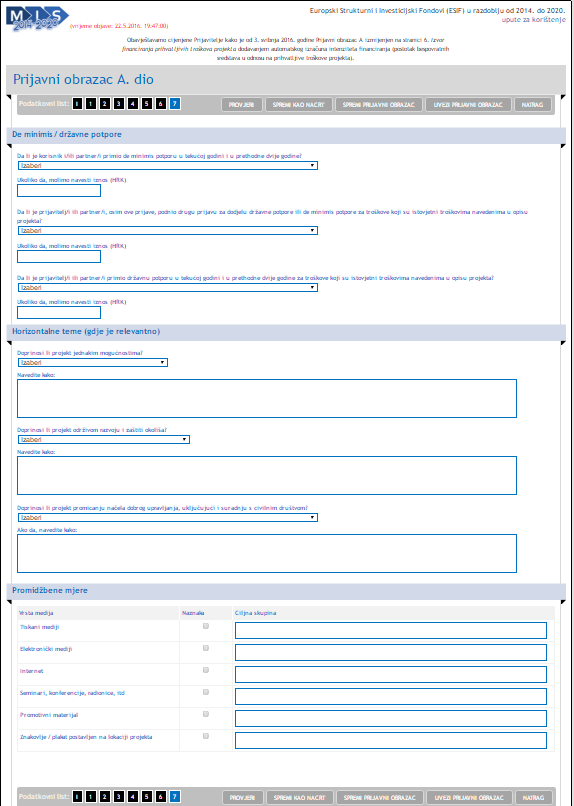 MIS
2014-2020
(vrijeme objave: 22.5.2016. 19:47:00)
Europski Strukturni i Investicijski Fondovi (ESIF) u razdoblju od 2014. do 2020.
upute za korištenje
Obavještavamo cijenjene Prijavitelje kako je od 3. svibnja 2016. godine Prijavni obrazac A izmijenjen na stranici 6. Izvor
financiranja prihvatljivih troškova projekta dodavanjem automatskog izračuna intenziteta financiranja (postotak bespovratnih
sredstava u odnosu na prihvatljive troškove projekta).
Prijavni obrazac A. dio
Podatkovni list: 1 1 2 3 4 5 6 7 PROVJERI SPREMI KAO NACRT SPREMI PRIJAVNI OBRAZAC UVEZI PRIJAVNI OBRAZAC NATRAG
De minimis / državne potpore
Da li je korisnik i/ili partner/i primio de minimis potporu u tekućoj godini i u prethodne dvije godine?
Izaberi
Ukoliko da, molimo navesti iznos (HRK)
Da li je prijavitelj/i ili partner/i, osim ove prijave, podnio drugu prijavu za dodjelu državne potpore ili de minimis potpore za troškove koji su istovjetni troškovima navedenima u opisu
projekta?
Izaberi
Ukoliko da, molimo navesti iznos (HRK)
Da li je prijavitelj/i ili partner/i primio državnu potporu u tekućoj godini i u prethodne dvije godine za troškove koji su istovjetni troškovima navedenima u opisu projekta?
Izaberi
Ukoliko da, molimo navesti iznos (HRK)
Horizontalne teme (gdje je relevantno)
Doprinosi li projekt jednakim mogućnostima?
Izaberi
Navedite kako:
Doprinosi li projekt održivom razvoju i zaštiti okoliša?
Izaberi
Navedite kako:
Doprinosi li projekt promicanju načela dobrog upravljanja, uključujući i suradnju s civilnim društvom?
Izaberi
Ako da, navedite kako:
Promidžbene mjere
Vrsta medija Naznaka Ciljna skupina
Tiskani mediji
Elektronički mediji
Internet
Seminari, konferencije, radionice, itd
Promotivni materijal
Znakovlje / plakat postavljen na lokaciji projekta
Podatkovni list: 1 1 2 3 4 5 6 7 PROVJERI SPREMI KAO NACRT SPREMI PRIJAVNI OBRAZAC UVEZI PRIJAVNI OBRAZAC NATRAG